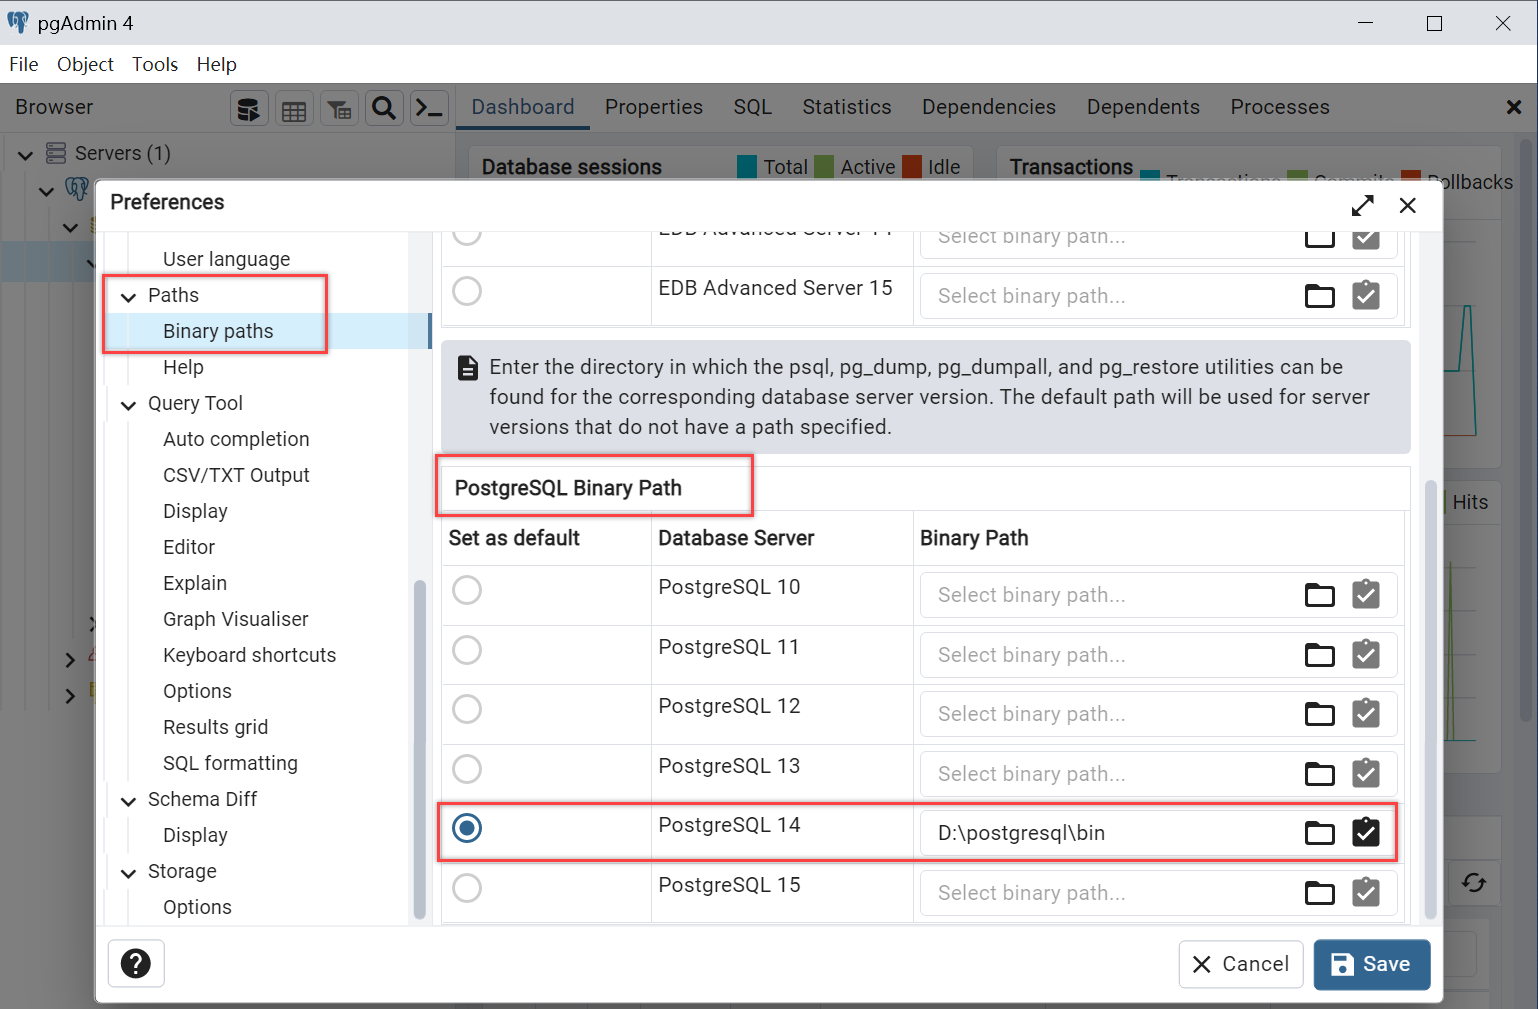 pgAdmin 4
File Object Tools Help
Browser
Dashboard Properties SQL Statistics Dependencies Dependents Processes
Servers (1)
Database sessions Total Active Idle
Transactions Transactions Commits Rollbacks
Preferences
User language
Paths
Binary paths
Help
Query Tool
Auto completion
CSV/TXT Output
Display
Editor
Explain
Graph Visualiser
Keyboard shortcuts
Options
Results grid
SQL formatting
Schema Diff
Display
Storage
Options
EDB Advanced Server 14 Select binary path...
EDB Advanced Server 15 Select binary path...
Enter the directory in which the psql, pg_dump, pg_dumpall, and pg_restore utilities can be
found for the corresponding database server version. The default path will be used for server
versions that do not have a path specified.
PostgreSQL Binary Path
Set as default Database Server Binary Path
PostgreSQL 10 Select binary path...
PostgreSQL 11 Select binary path...
PostgreSQL 12 Select binary path...
PostgreSQL 13 Select binary path...
PostgreSQL 14 D:\postgresql\bin
PostgreSQL 15 Select binary path...
Hits
Cancel Save